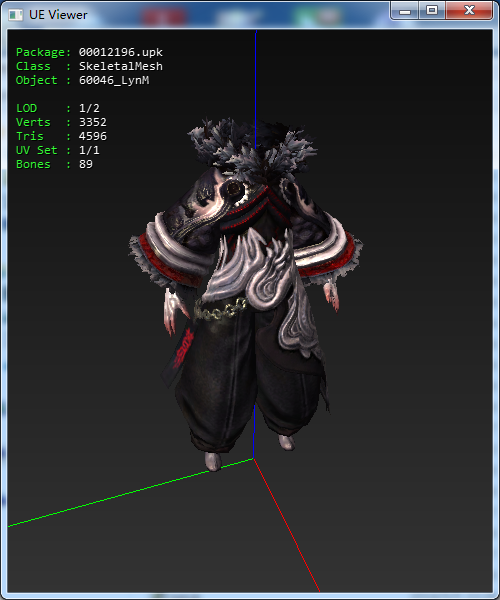 UE Viewer
Package: 00012196.upk
Class : SkeletalMesh
Object : 60046_LynM
LOD : 1/2
Verts : 3352
Tris : 4596
UV Set : 1/1
Bones : 89